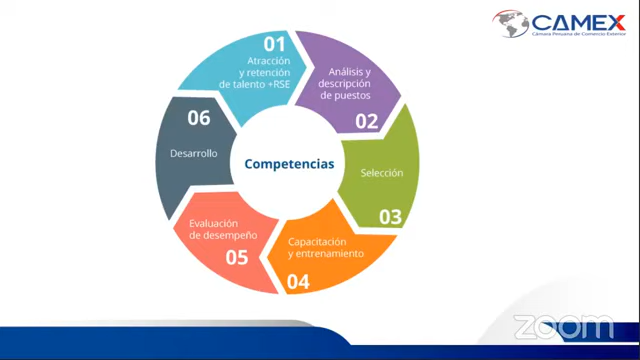 CAMEX
Cámara Peruana de Comercio Exterior
01
Atracción
y retención
de talento +RSE
Análisis y
descripción
de puestos
02
Selección
03
Capacitación
y entrenamiento
04
Evaluación
de desempeño
05
Desarrollo
06
Competencias
zoom